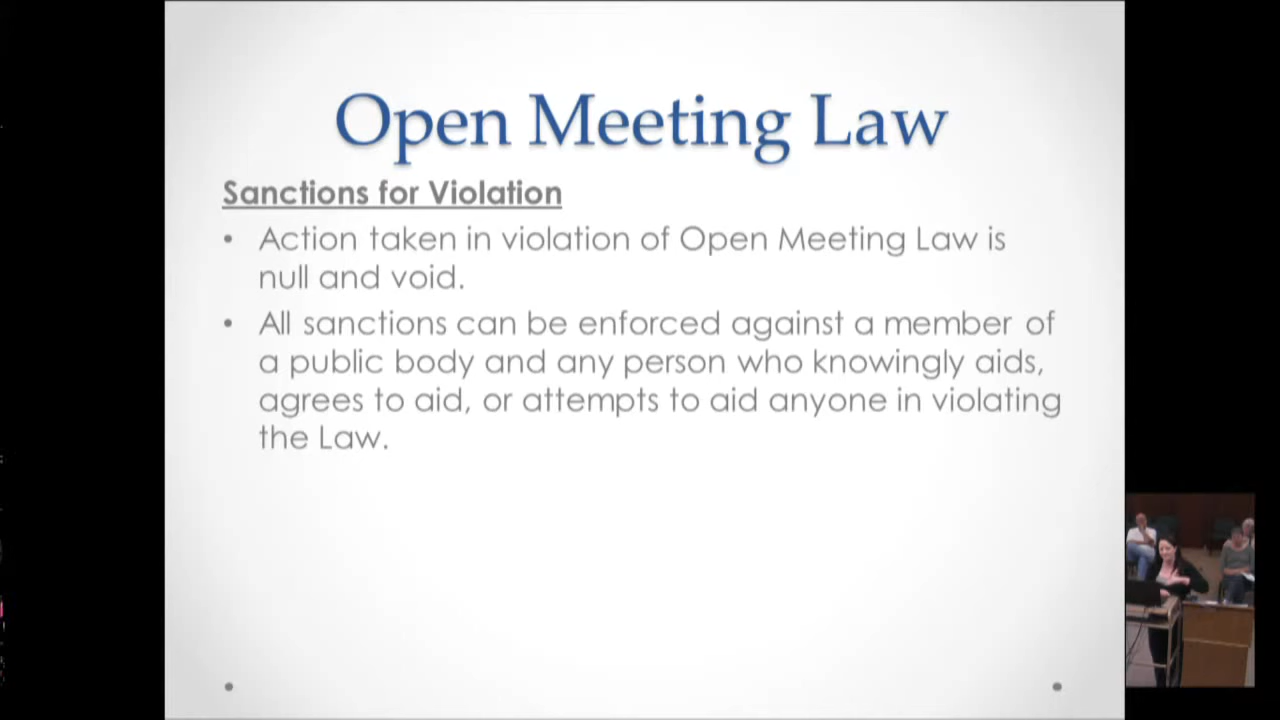 Open Meeting Law
Sanctions for Violation
• Action taken in violation of Open Meeting Law is
null and void.
• All sanctions can be enforced against a member of
a public body and any person who knowingly aids,
agrees to aid, or attempts to aid anyone in violating
the Law.